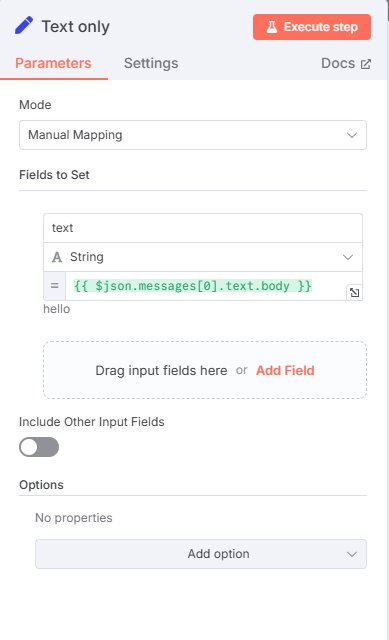 Text only
Execute step
Parameters
Settings
Docs
Mode
Manual Mapping
Fields to Set
text
A String
= {{ $json.messages[0].text.body }}
hello
Drag input fields here or Add Field
Include Other Input Fields
Options
No properties
Add option